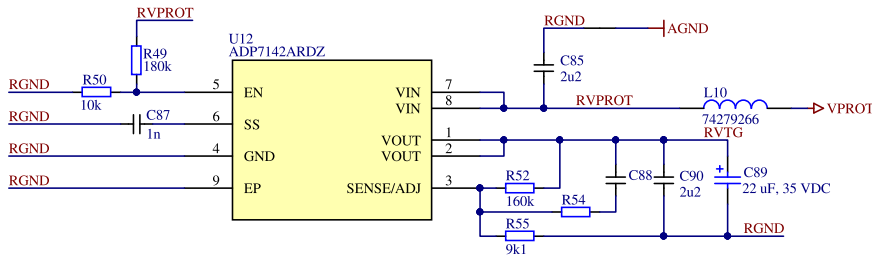 RVPROT
RGND
AGND
U12
ADP7142ARDZ
R49
180k
C85
2u2
RGND
R50
10k
5
EN
VIN
7
VIN
8
RVPROT
L10
74279266
VPROT
RGND
C87
1n
6
SS
VOUT
1
RVTG
RGND
4
GND
VOUT
2
RGND
9
EP
SENSE/ADJ
3
R52
160k
C88
C90
2u2
+
C89
22 uF, 35 VDC
R54
R55
9k1
RGND